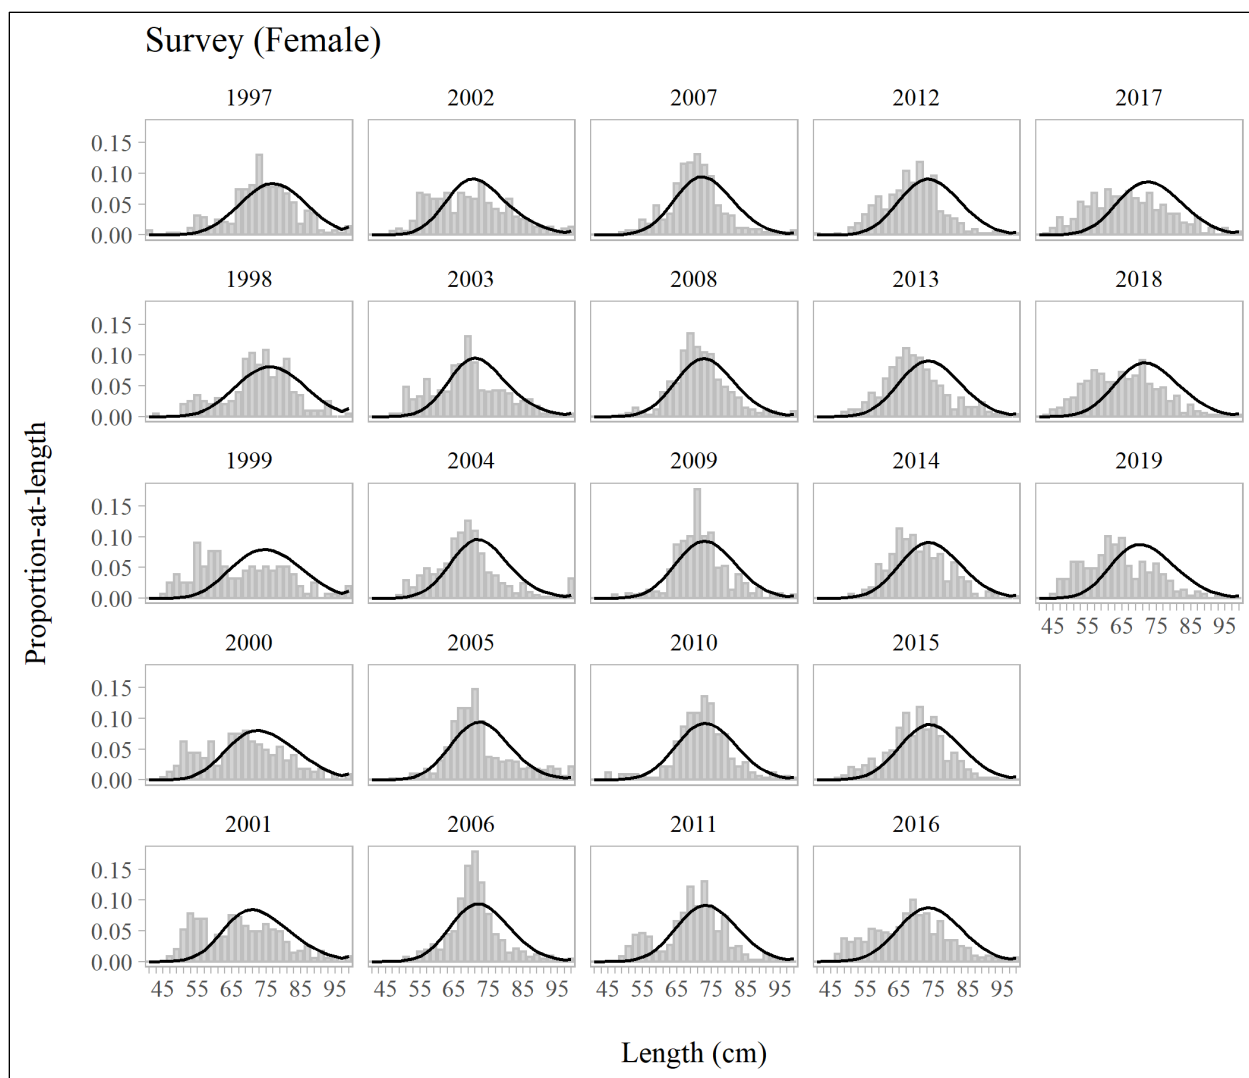 Survey (Female)
1997 2002 2007 2012 2017
0.15
0.10
0.05
0.00
1998 2003 2008 2013 2018
0.15
0.10
0.05
0.00
1999 2004 2009 2014 2019
0.15
0.10
0.05
0.00
45 55 65 75 85 95
2000 2005 2010 2015
0.15
0.10
0.05
0.00
2001 2006 2011 2016
0.15
0.10
0.05
0.00
45 55 65 75 85 95 45 55 65 75 85 95 45 55 65 75 85 95 45 55 65 75 85 95
Proportion-at-length
Length (cm)